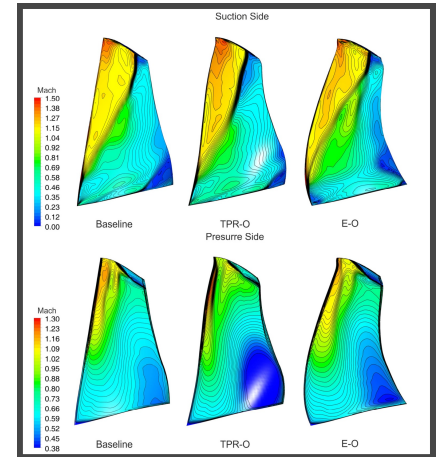 Suction Side
Mach
1.50
1.38
1.27
1.15
1.04
0.92
0.81
0.69
0.58
0.46
0.35
0.23
0.12
0.00
Baseline
TPR-O
E-O
Presurre Side
Mach
1.30
1.23
1.16
1.09
1.02
0.95
0.88
0.80
0.73
0.66
0.59
0.52
0.45
0.38
Baseline
TPR-O
E-O